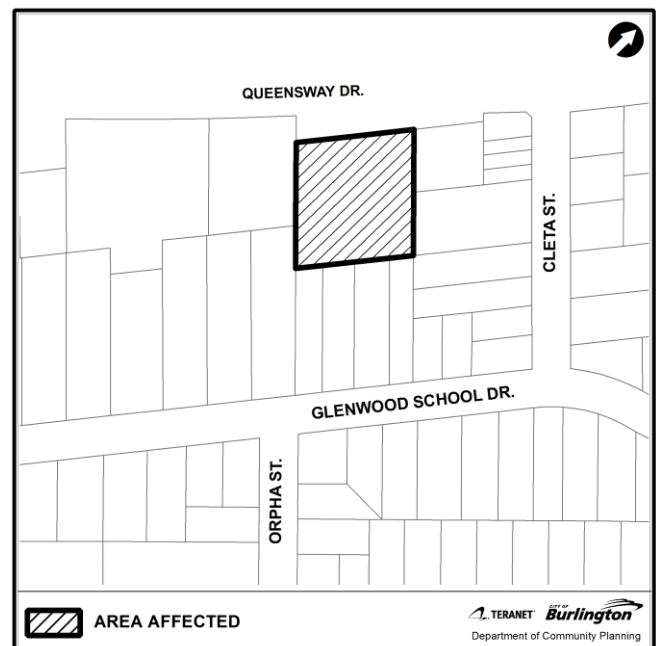 QUEENSWAY DR.
CLETA ST.
GLENWOOD SCHOOL DR.
ORPHA ST.
AREA AFFECTED
TERANET
CITY OF
Burlington
Department of Community Planning